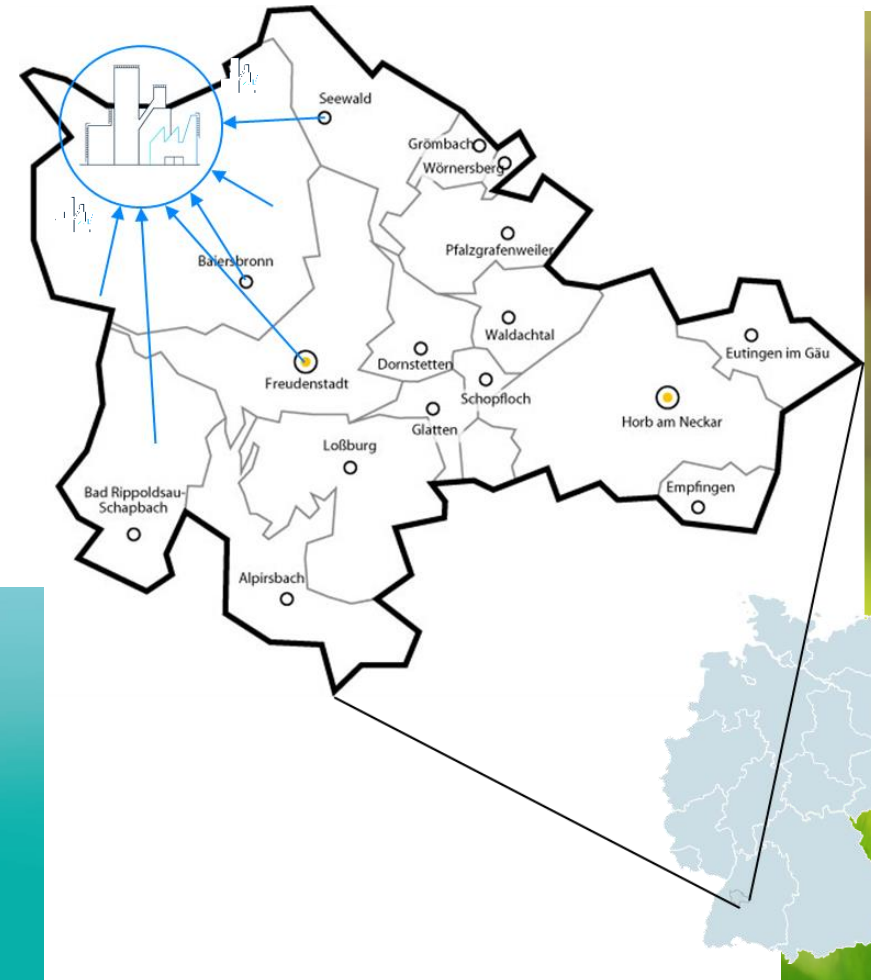 Seewald
Grömbach
Wörnersberg
Pfalzgrafenweiler
Baiersbronn
Waldachtal
Eutingen im Gäu
Dornstetten
Freudenstadt
Schopfloch
Horb am Neckar
Glatten
Loßburg
Empfingen
Bad Rippoldsau-
Schapbach
Alpirsbach